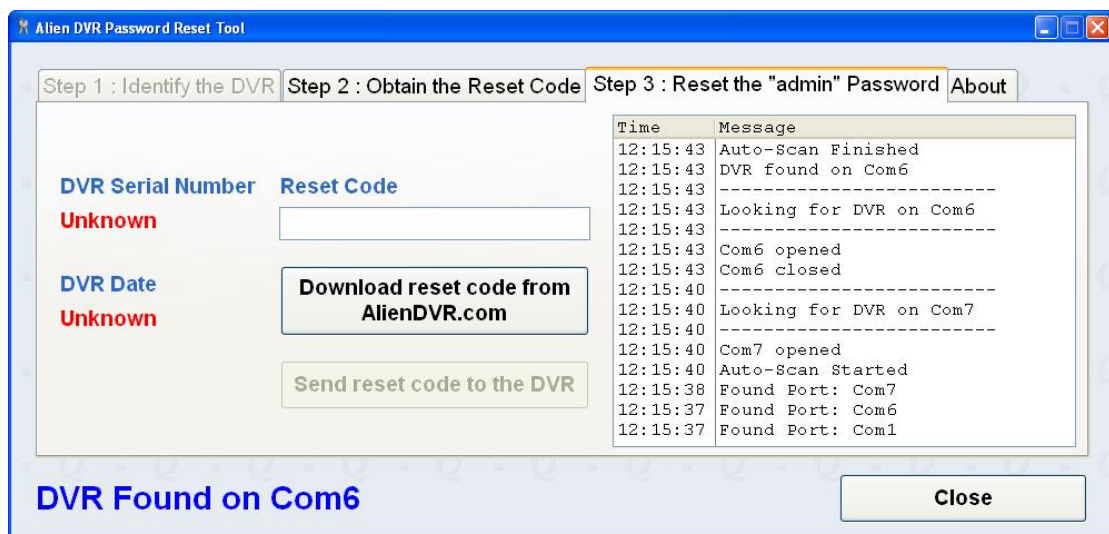 Alien DVR Password Reset Tool
Step 1 : Identify the DVR Step 2 : Obtain the Reset Code Step 3 : Reset the "admin" Password About
DVR Serial Number
Unknown
DVR Date
Unknown
Reset Code
Download reset code from
AlienDVR.com
Send reset code to the DVR
Time Message
12:15:43 Auto-Scan Finished
12:15:43 DVR found on Com6
12:15:43 --------------------------
12:15:43 Looking for DVR on Com6
12:15:43 --------------------------
12:15:43 Com6 opened
12:15:43 Com6 closed
12:15:40 --------------------------
12:15:40 Looking for DVR on Com7
12:15:40 --------------------------
12:15:40 Com7 opened
12:15:40 Auto-Scan Started
12:15:38 Found Port: Com7
12:15:37 Found Port: Com6
12:15:37 Found Port: Com1
DVR Found on Com6
Close